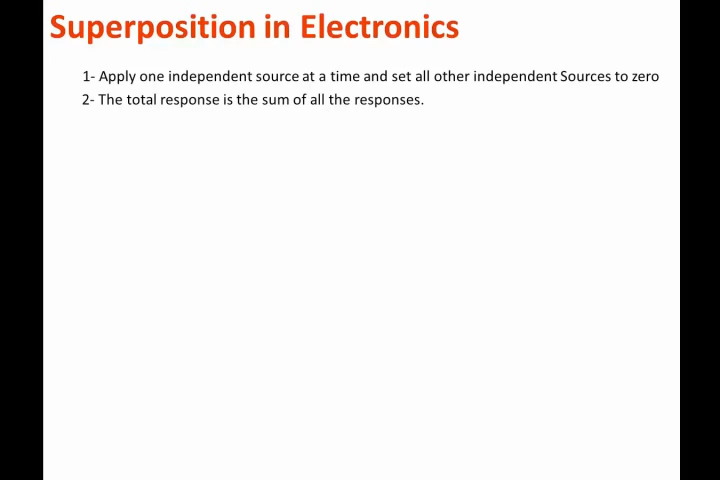 Superposition in Electronics
1- Apply one independent source at a time and set all other independent Sources to zero
2- The total response is the sum of all the responses.